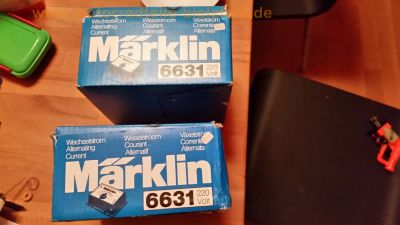 Wechselstrom Wisselstroom Växelström
Alternating Courant Corrente
Current Alternatif Alternata
Märklin
6631 220 Volt
Wechselstrom Wisselstroom Växelström
Alternating Courant Corrente
Current Alternatif Alternata
Märklin
6631 220 Volt